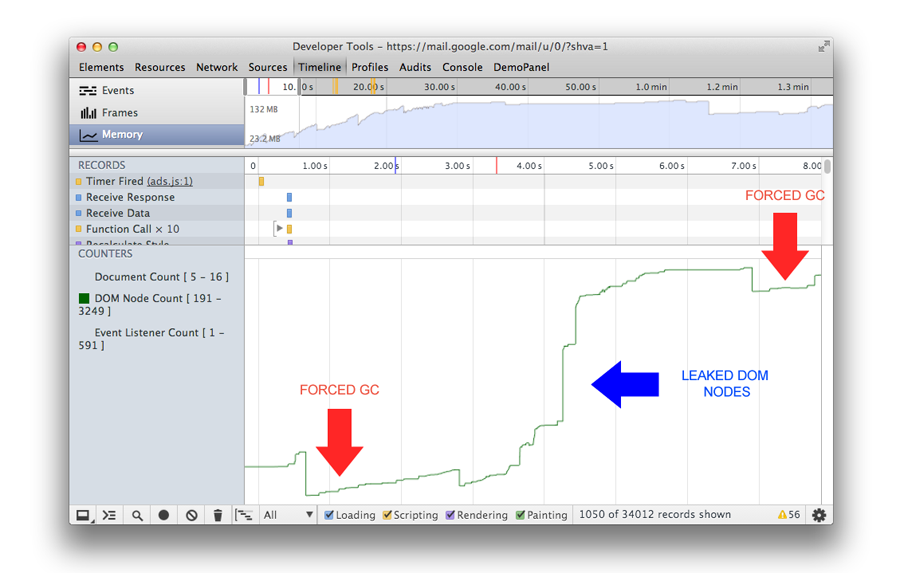 Developer Tools - https://mail.google.com/mail/u/0/?shva=1
Elements Resources Network Sources Timeline Profiles Audits Console DemoPanel
Events
Frames
Memory
10. 0 s 20.00 s 30.00 s 40.00 s 50.00 s 1.0 min 1.2 min 1.3 min
132 MB
23.2 MB
RECORDS
0 1.00 s 2.00 s 3.00 s 4.00 s 5.00 s 6.00 s 7.00 s 8.00
Timer Fired (ads.js:1)
Receive Response
Receive Data
Function Call × 10
Recalculate Style
FORCED GC
COUNTERS
Document Count [ 5 – 16 ]
DOM Node Count [ 191 –
3249 ]
Event Listener Count [ 1 –
591 ]
FORCED GC
LEAKED DOM
NODES
All Loading Scripting Rendering Painting 1050 of 34012 records shown 56